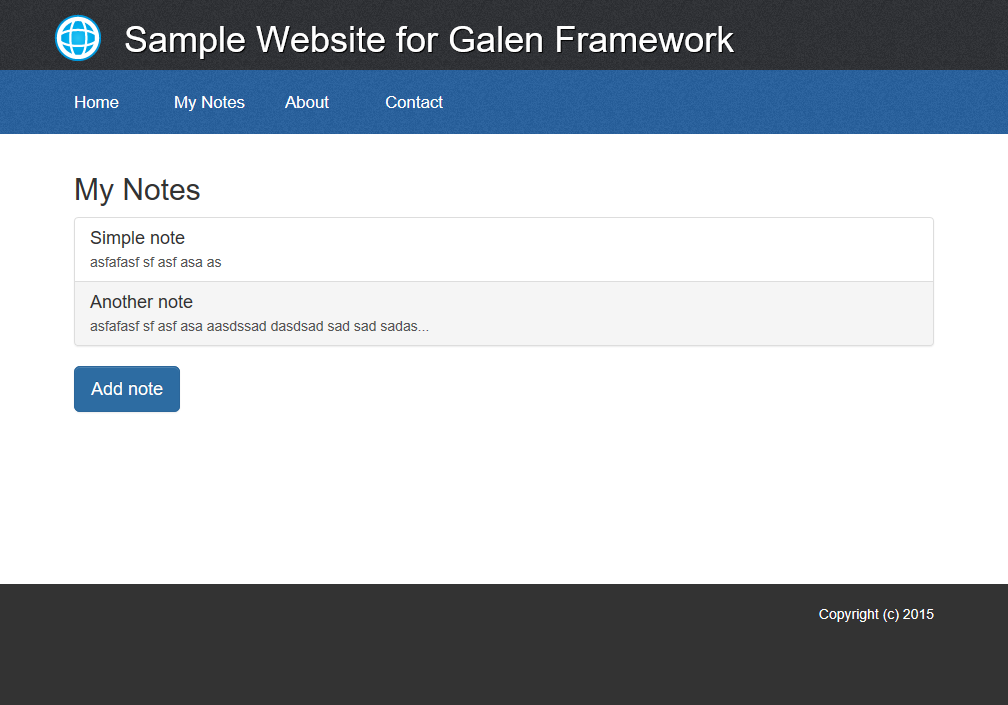 Sample Website for Galen Framework
Home My Notes About Contact
My Notes
Simple note
asfafasf sf asf asa as
Another note
asfafasf sf asf asa aasdssad dasdsad sad sad sadas...
Add note
Copyright (c) 2015